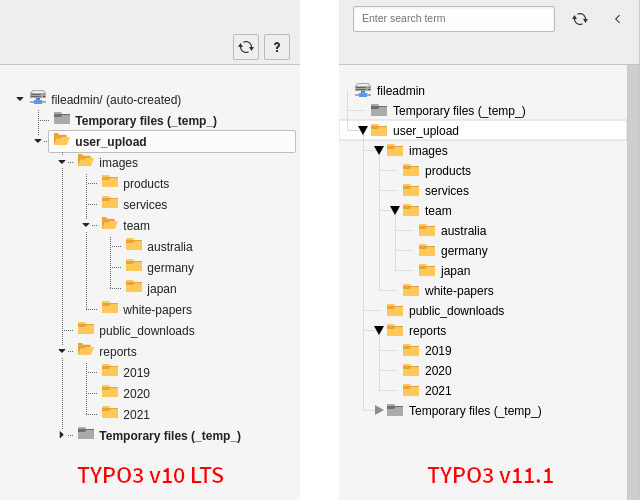 ?
fileadmin/ (auto-created)
Temporary files (_temp_)
user_upload
images
products
services
team
australia
germany
japan
white-papers
public_downloads
reports
2019
2020
2021
Temporary files (_temp_)
TYPO3 v10 LTS
Enter search term
fileadmin
Temporary files (_temp_)
user_upload
images
products
services
team
australia
germany
japan
white-papers
public_downloads
reports
2019
2020
2021
Temporary files (_temp_)
TYPO3 v11.1